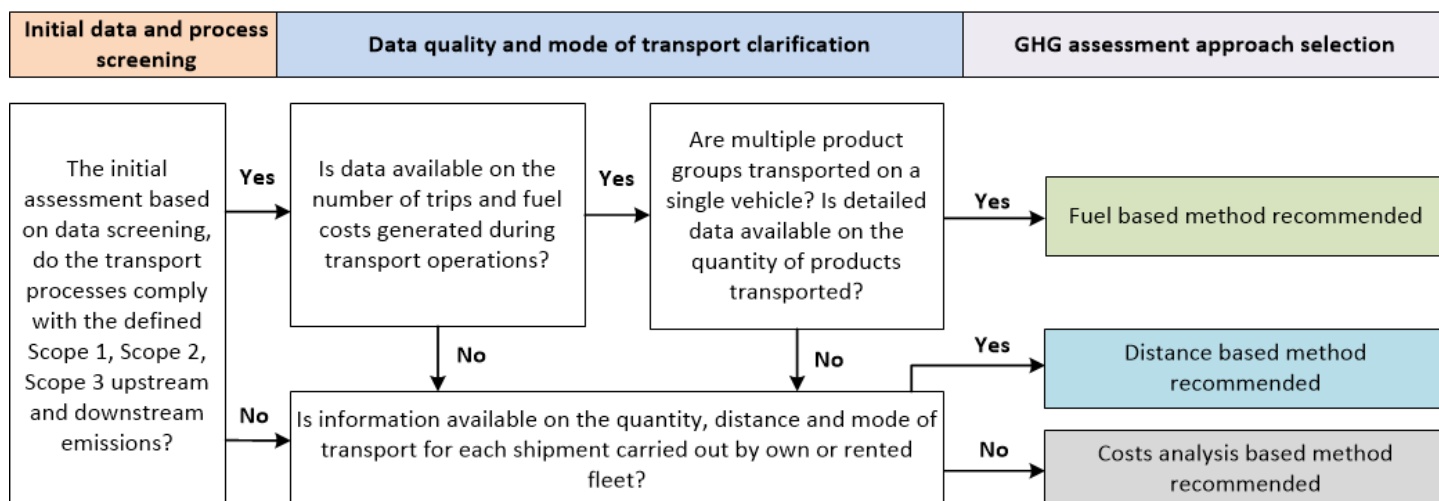 Initial data and process
screening
Data quality and mode of transport clarification
GHG assessment approach selection
The initial
assessment based
on data screening,
do the transport
processes comply
with the defined
Scope 1, Scope 2,
Scope 3 upstream
and downstream
emissions?
Yes
No
Is data available on the
number of trips and fuel
costs generated during
transport operations?
Yes
No
Are multiple product
groups transported on a
single vehicle? Is detailed
data available on the
quantity of products
transported?
Yes
No
Is information available on the quantity, distance and mode of
transport for each shipment carried out by own or rented
fleet?
Yes
No
Fuel based method recommended
Distance based method
recommended
Costs analysis based method
recommended